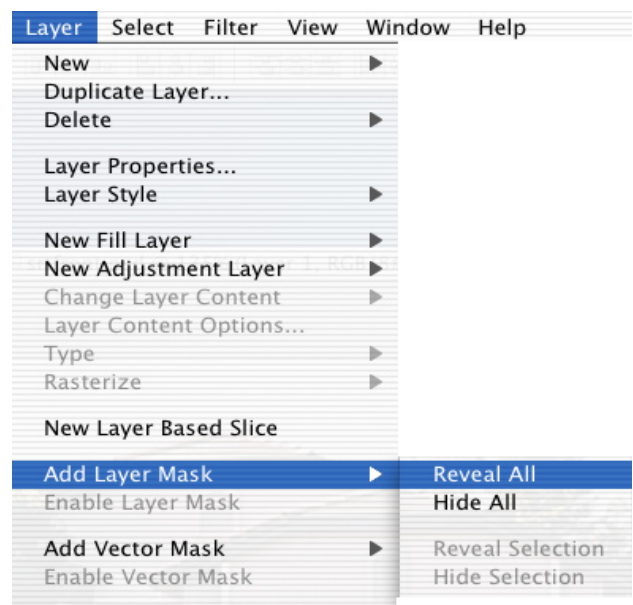 Layer Select Filter View Window Help
New
Duplicate Layer...
Delete
Layer Properties...
Layer Style
New Fill Layer
New Adjustment Layer
Change Layer Content
Layer Content Options...
Type
Rasterize
New Layer Based Slice
Add Layer Mask
Reveal All
Enable Layer Mask
Hide All
Add Vector Mask
Reveal Selection
Enable Vector Mask
Hide Selection